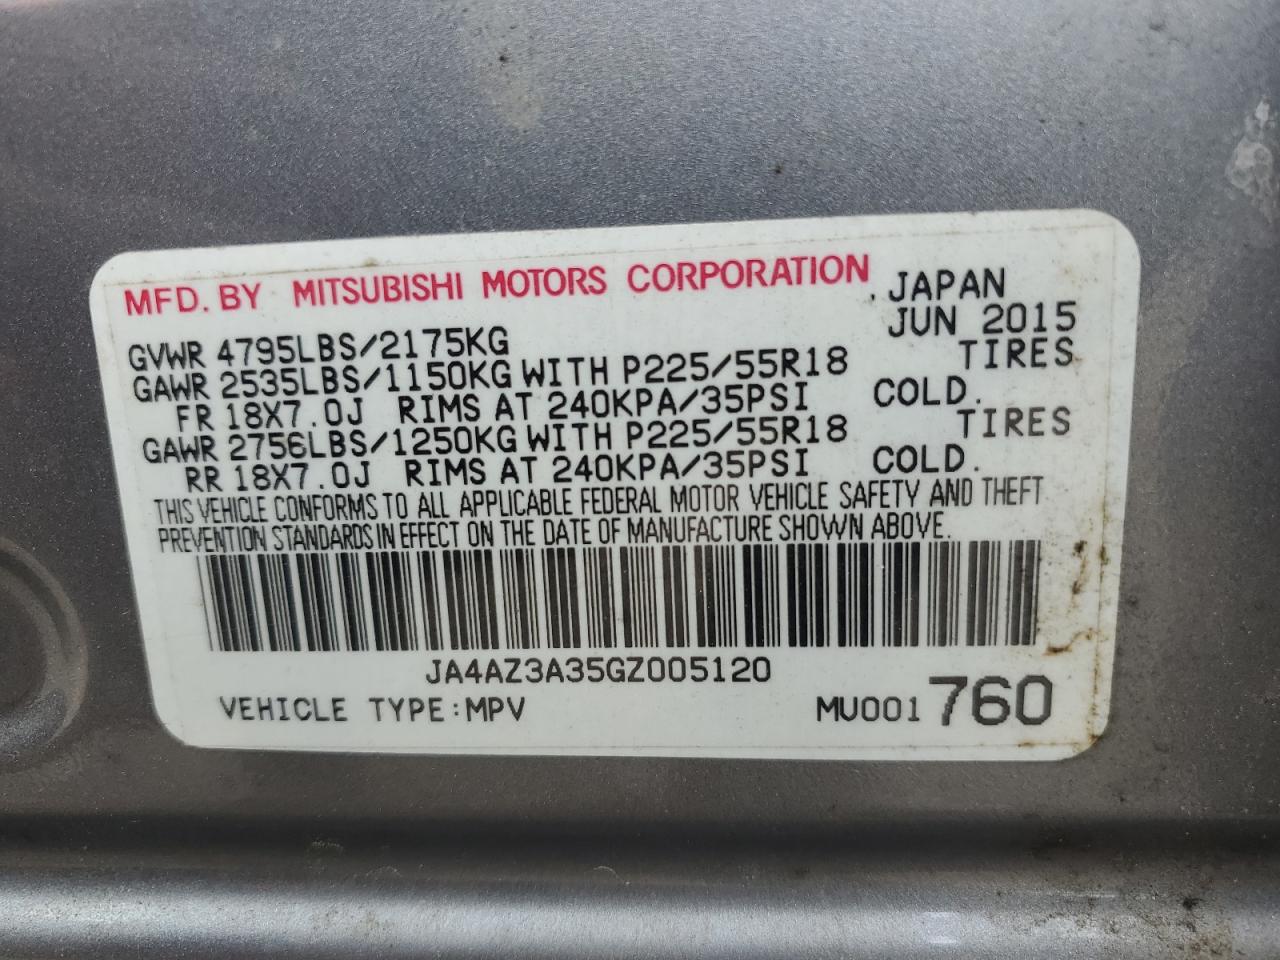 MFD. BY MITSUBISHI MOTORS CORPORATION . JAPAN
JUN 2015
GVWR 4795LBS/2175KG
GAWR 2535LBS/1150KG WITH P225/55R18 TIRES
FR 18X7.0J RIMS AT 240KPA/35PSI COLD.
GAWR 2756LBS/1250KG WITH P225/55R18 TIRES
RR 18X7.0J RIMS AT 240KPA/35PSI COLD.
THIS VEHICLE CONFORMS TO ALL APPLICABLE FEDERAL MOTOR VEHICLE SAFETY AND THEFT
PREVENTION STANDARDS IN EFFECT ON THE DATE OF MANUFACTURE SHOWN ABOVE.
JA4AZ3A35GZ005120
VEHICLE TYPE:MPV MU001 760